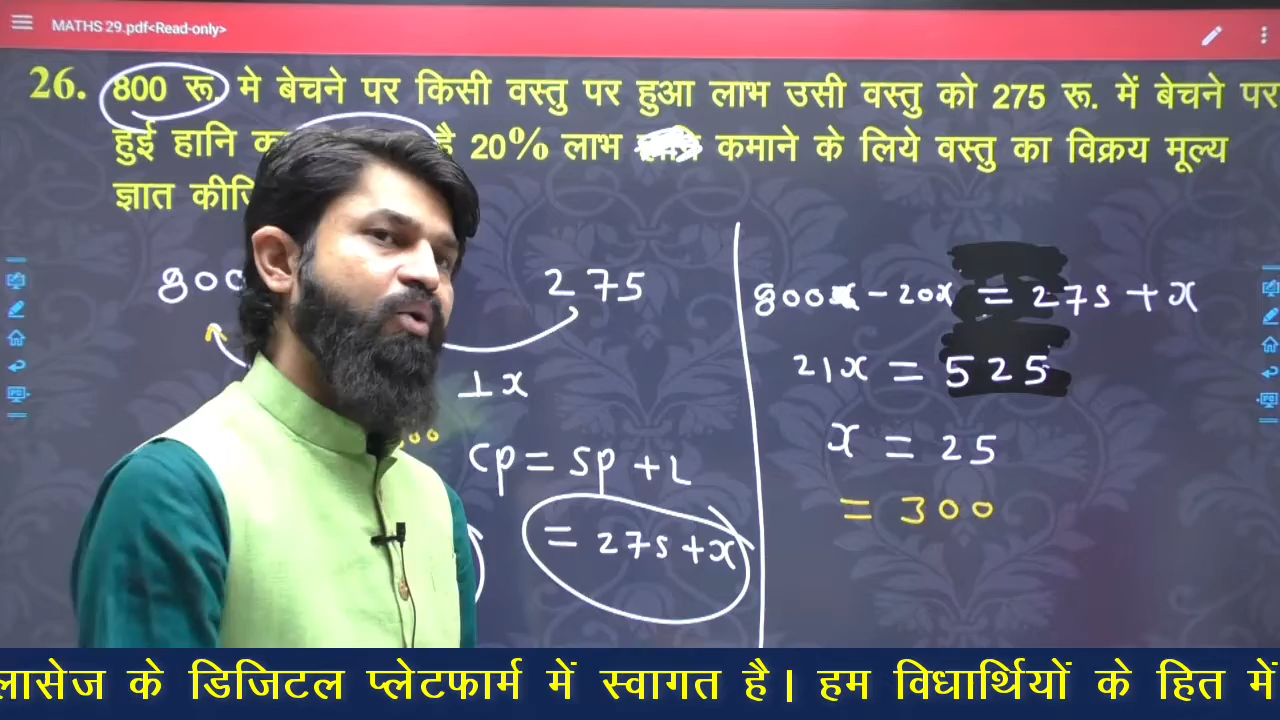 MATHS 29.pdf<Read-only>
26. 800 रू. मे बेचने पर किसी वस्तु पर हुआ लाभ उसी वस्तु को 275 रू. में बेचने पर
हुई हानि है 20% लाभ कमाने के लिये वस्तु का विक्रय मूल्य
ज्ञात
800
275
1x
CP = SP + L
= 275 + x
800 - 20x = 275 + x
21x = 525
x = 25
= 300
लासेज के डिजिटल प्लेटफार्म में स्वागत है। हम विधार्थियों के हित में